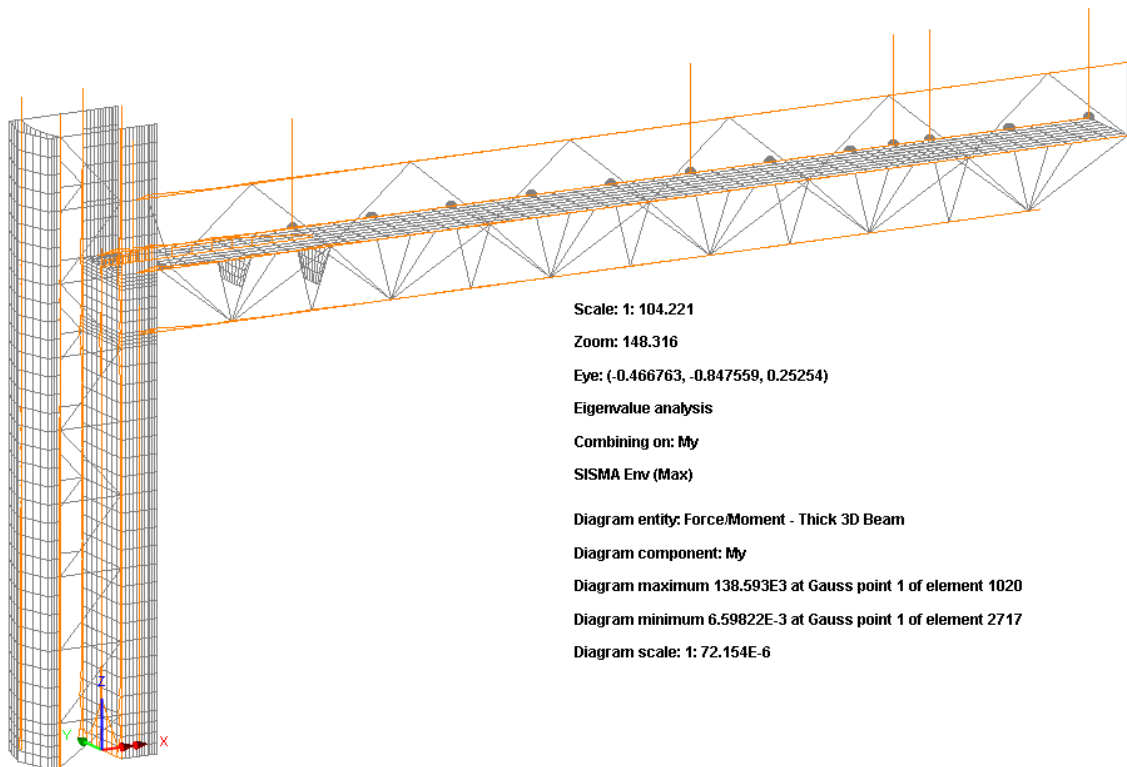 Scale: 1: 104.221
Zoom: 148.316
Eye: (-0.466763, -0.847559, 0.25254)
Eigenvalue analysis
Combining on: My
SISMA Env (Max)
Diagram entity: Force/Moment - Thick 3D Beam
Diagram component: My
Diagram maximum 138.593E3 at Gauss point 1 of element 1020
Diagram minimum 6.59822E-3 at Gauss point 1 of element 2717
Diagram scale: 1: 72.154E-6
Z
Y
X